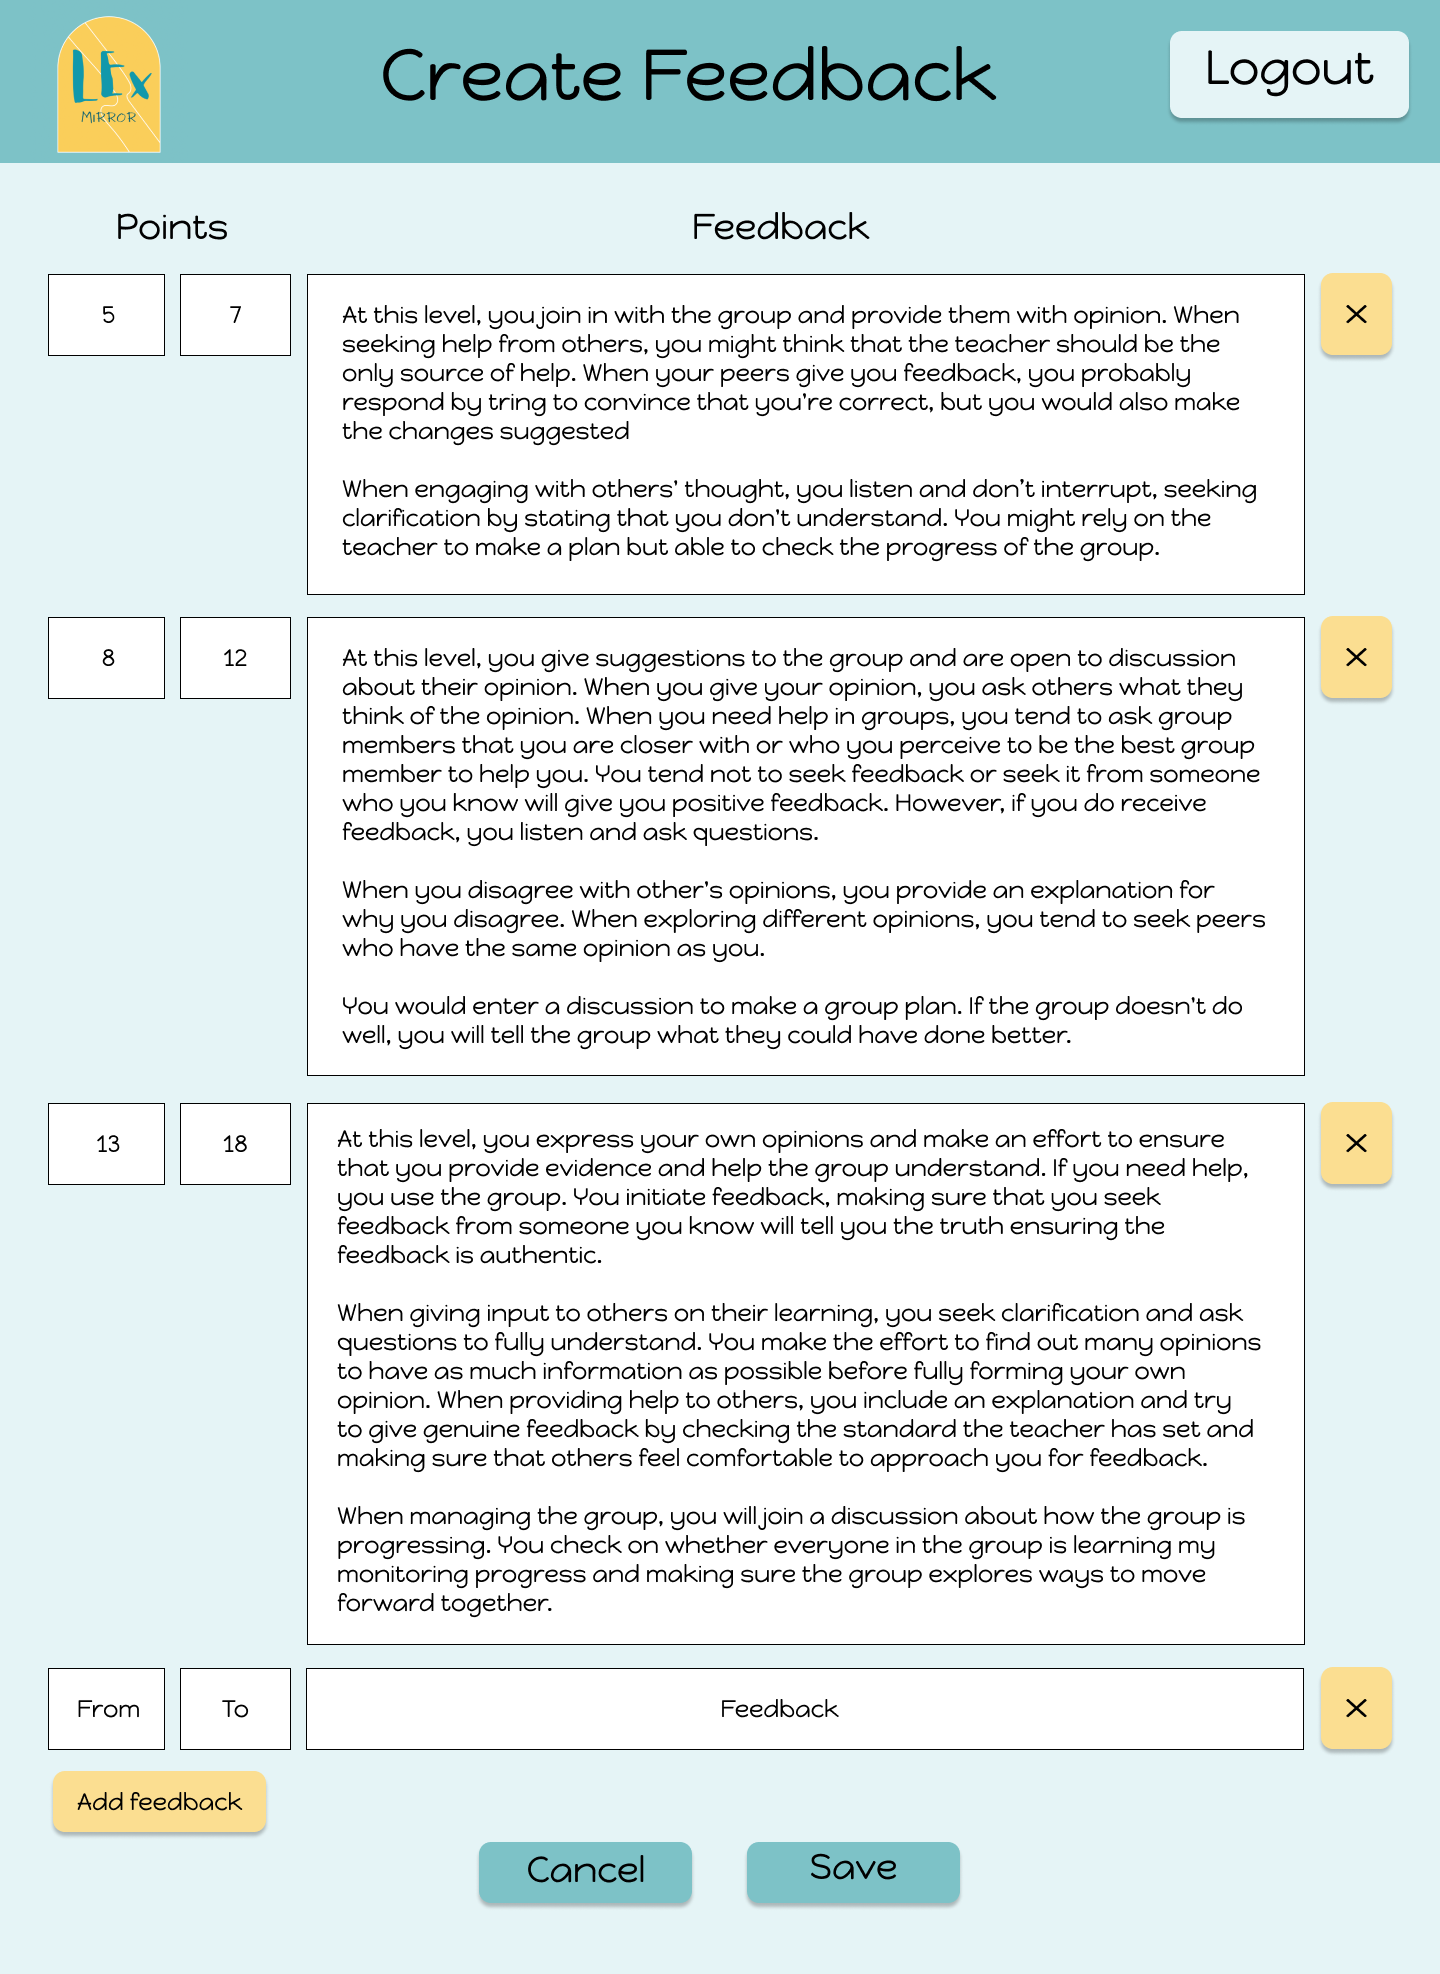 LEx
MIRROR
Create Feedback
Logout
Points
Feedback
5
7
At this level, you join in with the group and provide them with opinion. When
seeking help from others, you might think that the teacher should be the
only source of help. When your peers give you feedback, you probably
respond by tring to convince that you're correct, but you would also make
the changes suggested
When engaging with others' thought, you listen and don't interrupt, seeking
clarification by stating that you don't understand. You might rely on the
teacher to make a plan but able to check the progress of the group.
8
12
At this level, you give suggestions to the group and are open to discussion
about their opinion. When you give your opinion, you ask others what they
think of the opinion. When you need help in groups, you tend to ask group
members that you are closer with or who you perceive to be the best group
member to help you. You tend not to seek feedback or seek it from someone
who you know will give you positive feedback. However, if you do receive
feedback, you listen and ask questions.
When you disagree with other's opinions, you provide an explanation for
why you disagree. When exploring different opinions, you tend to seek peers
who have the same opinion as you.
You would enter a discussion to make a group plan. If the group doesn't do
well, you will tell the group what they could have done better.
13
18
At this level, you express your own opinions and make an effort to ensure
that you provide evidence and help the group understand. If you need help,
you use the group. You initiate feedback, making sure that you seek
feedback from someone you know will tell you the truth ensuring the
feedback is authentic.
When giving input to others on their learning, you seek clarification and ask
questions to fully understand. You make the effort to find out many opinions
to have as much information as possible before fully forming your own
opinion. When providing help to others, you include an explanation and try
to give genuine feedback by checking the standard the teacher has set and
making sure that others feel comfortable to approach you for feedback.
When managing the group, you will join a discussion about how the group is
progressing. You check on whether everyone in the group is learning my
monitoring progress and making sure the group explores ways to move
forward together.
From
To
Feedback
Add feedback
Cancel
Save